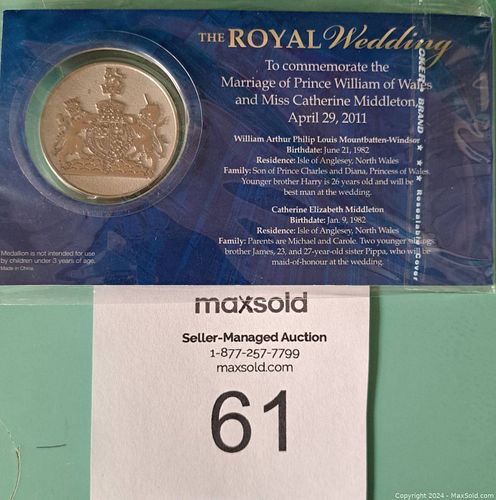 THE ROYAL Wedding
To commemorate the
Marriage of Prince William of Wales
and Miss Catherine Middleton,
April 29, 2011
William Arthur Philip Louis Mountbatten-Windsor
Birthdate: June 21, 1982
Residence: Isle of Anglesey, North Wales
Family: Son of Prince Charles and Diana, Princess of Wales.
Younger brother Harry is 26 years old and will be
best man at the wedding.
Catherine Elizabeth Middleton
Birthdate: Jan. 9, 1982
Residence: Isle of Anglesey, North Wales
Family: Parents are Michael and Carole. Two younger siblings,
brother James, 23, and 27-year-old sister Pippa, who will be
maid-of-honour at the wedding.
Medallion is not intended for use
by children under 3 years of age.
Made in China.
BRAND ★ ★ ★ Resealable Cover
maxsold
Seller-Managed Auction
1-877-257-7799
maxsold.com
61
Copyright 2024 - MaxSold.com